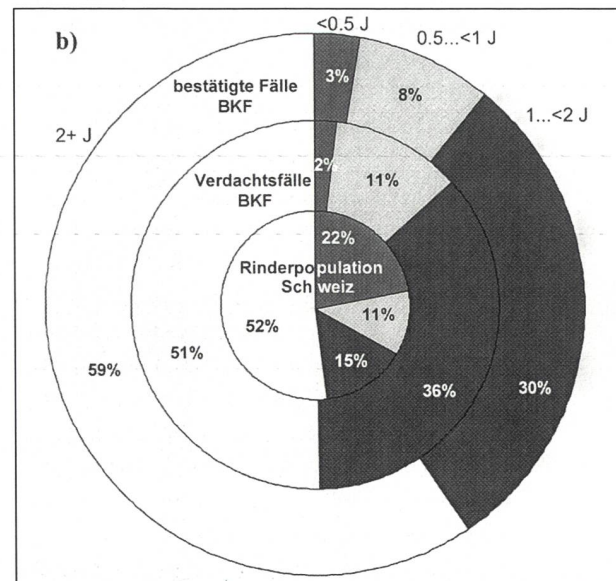 b)
<0.5 J
0.5...<1 J
1...<2 J
2+ J
bestätigte Fälle
BKF
3%
8%
30%
59%
Verdachtsfälle
BKF
2%
11%
36%
51%
Rinderpopulation
Schweiz
22%
11%
15%
52%